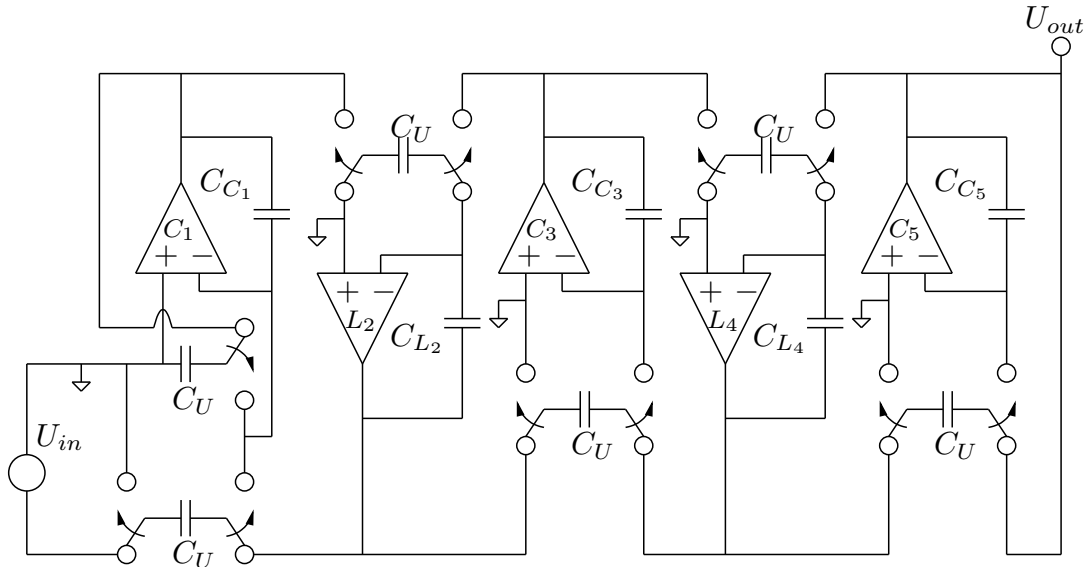 U_out
C_U
C_U
C_C1
C_C3
C_C5
C_1
C_3
C_5
+ −
+ −
+ −
+ −
+ −
L_2
L_4
C_L2
C_L4
C_U
U_in
C_U
C_U
C_U